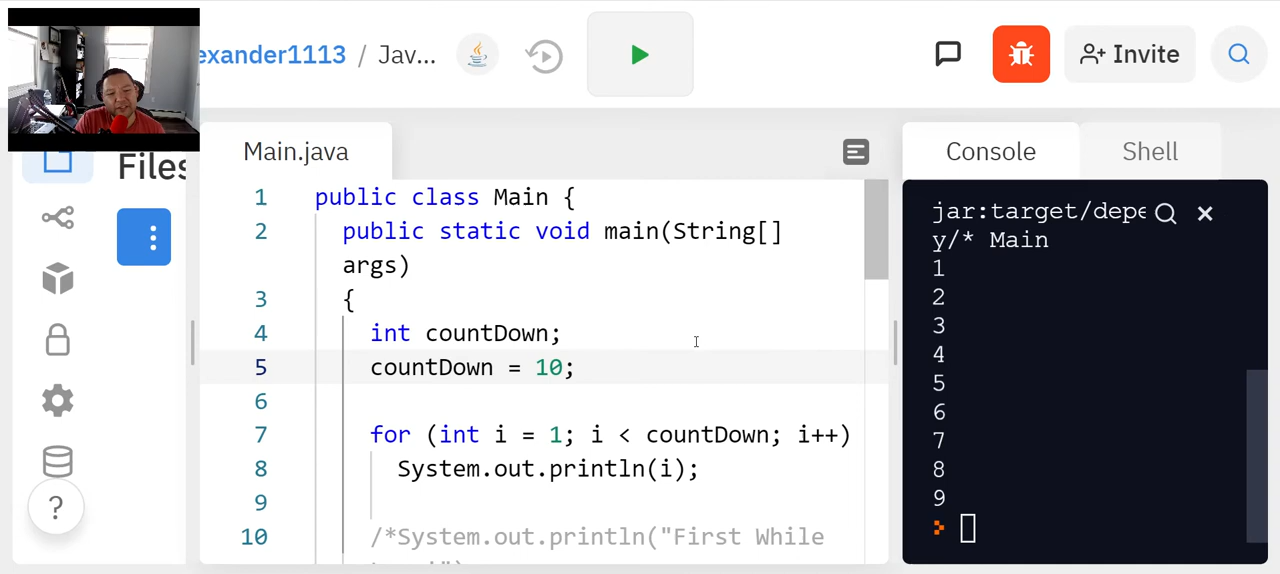 exander1113 / Jav...
Invite
Files
Main.java
Console
Shell
1 public class Main {
2 public static void main(String[]
args)
3 {
4 int countDown;
5 countDown = 10;
6
7 for (int i = 1; i < countDown; i++)
8 System.out.println(i);
9
10 /*System.out.println("First While
jar:target/depe
y/* Main
1
2
3
4
5
6
7
8
9
?